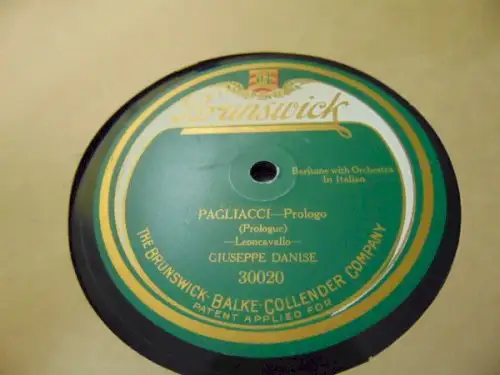 Brunswick
Baritone with Orchestra
In Italian
PAGLIACCI—Prologo
(Prologue)
—Leoncavallo—
GIUSEPPE DANISE
30020
THE BRUNSWICK-BALKE-COLLENDER COMPANY
PATENT APPLIED FOR